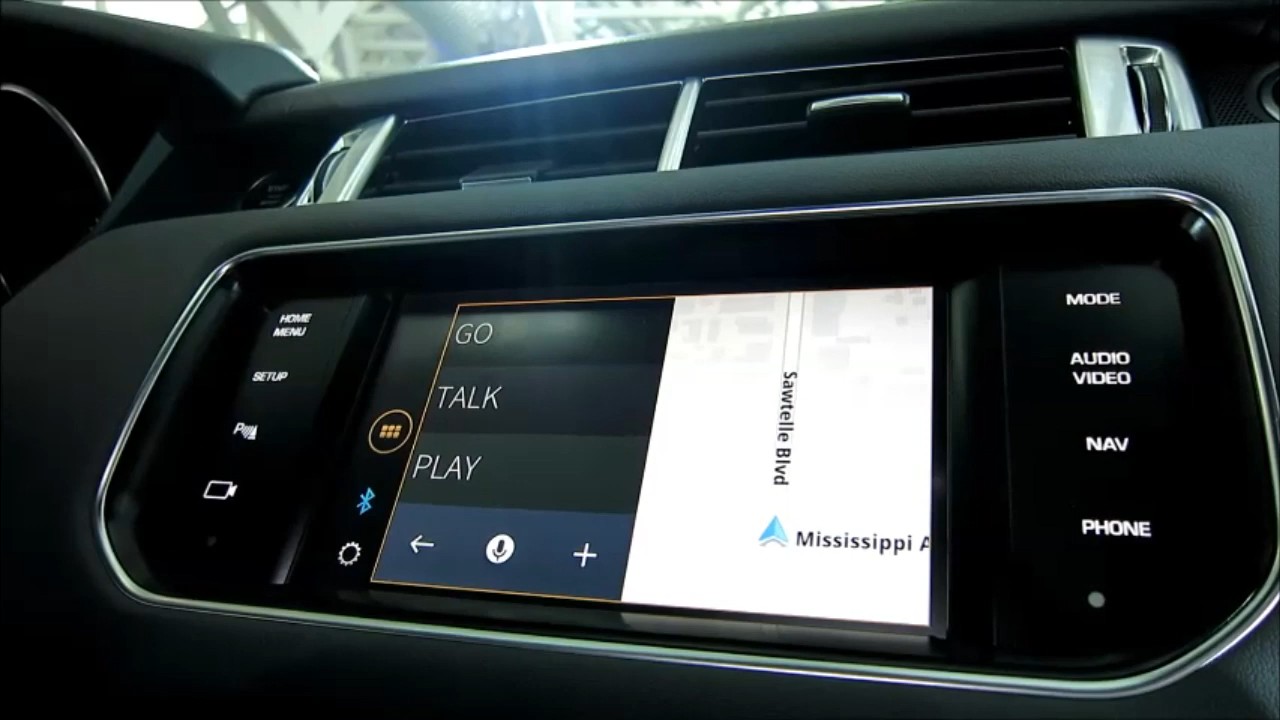 HOME
MENU
SETUP
P
GO
TALK
PLAY
Sawtelle Blvd
Mississippi A
MODE
AUDIO
VIDEO
NAV
PHONE